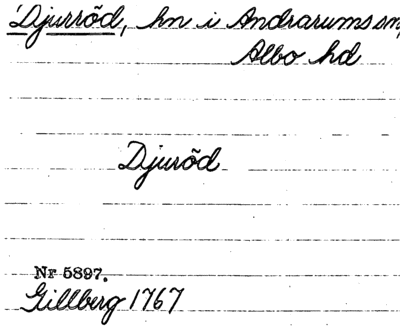 Djurröd, hn i Andrarums sn,
Albo hd
Djuröd
Nr 5897.
Gillberg 1767